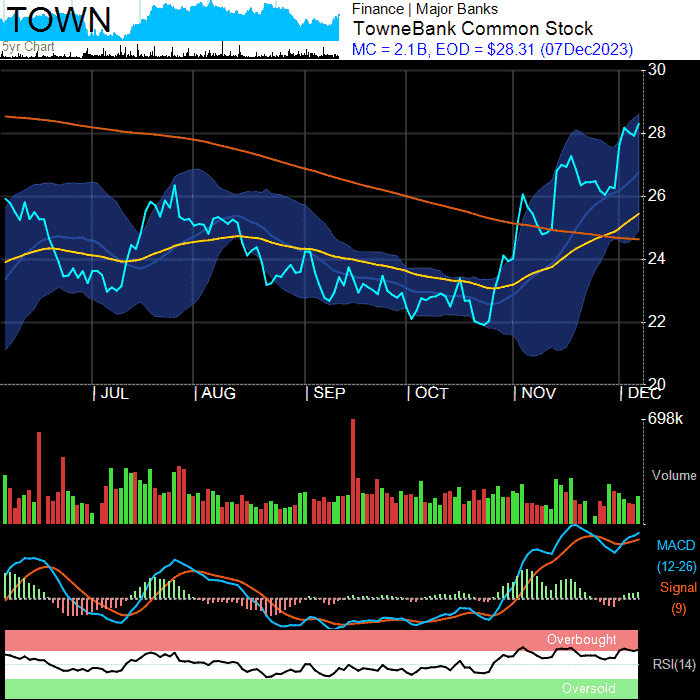 TOWN
5yr Chart
Finance | Major Banks
TowneBank Common Stock
MC = 2.1B, EOD = $28.31 (07Dec2023)
30
28
26
24
22
20
| JUL | AUG | SEP | OCT | NOV | DEC
698k
Volume
MACD
(12-26)
Signal
(9)
Overbought
RSI(14)
Oversold